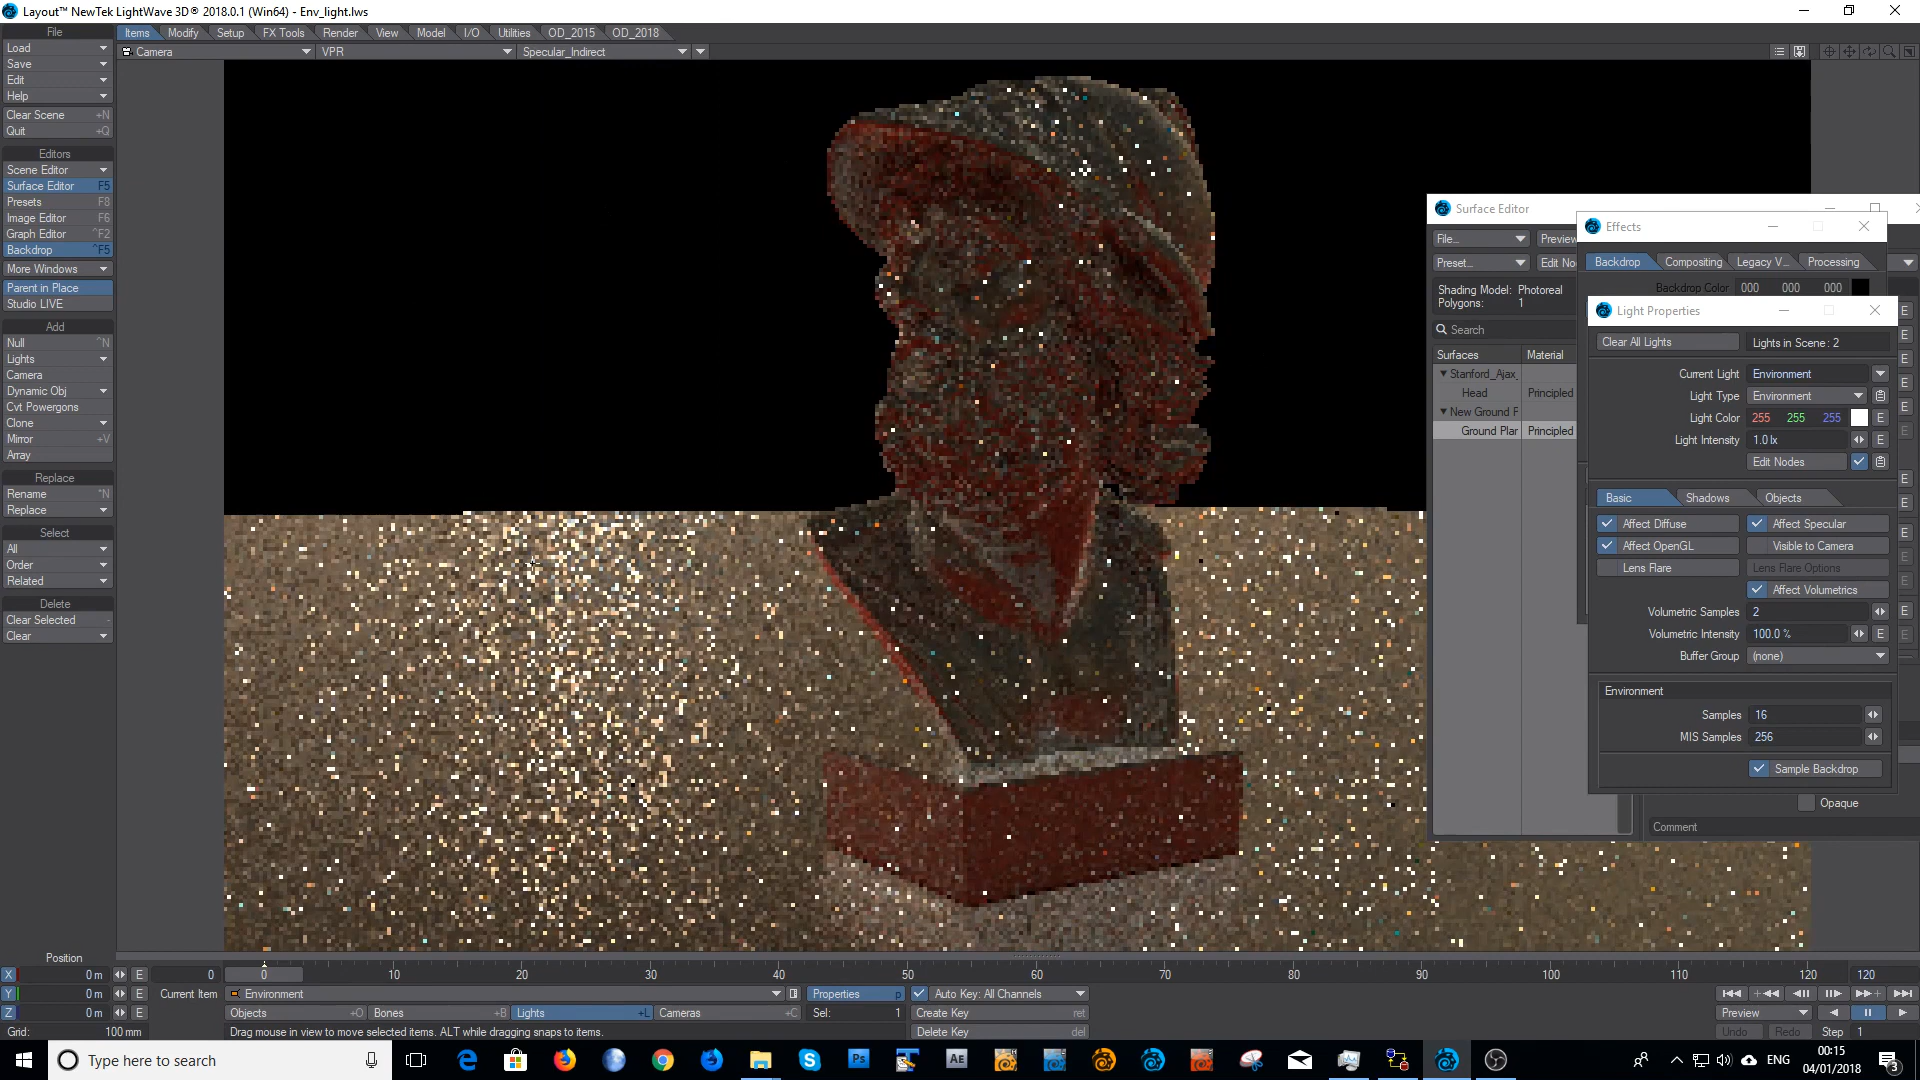 Layout™ NewTek LightWave 3D® 2018.0.1 (Win64) - Env_light.lws
File
Items Modify Setup FX Tools Render View Model I/O Utilities OD_2015 OD_2018
Load
Camera VPR Specular_Indirect
Save
Edit
Help
Clear Scene +N
Quit +Q
Editors
Scene Editor
Surface Editor F5
Presets F8
Image Editor F6
Graph Editor ^F2
Backdrop ^F5
More Windows
Parent in Place
Studio LIVE
Add
Null ^N
Lights
Camera
Dynamic Obj
Cvt Powergons
Clone
Mirror +V
Array
Replace
Rename ^N
Replace
Select
All
Order
Related
Delete
Clear Selected -
Clear
Surface Editor
File...
Preview
Preset...
Edit No
Shading Model: Photoreal
Polygons: 1
Search
Surfaces Material
Stanford_Ajax_
Head Principled
New Ground F
Ground Plar Principled
Effects
Backdrop Compositing Legacy V... Processing
Backdrop Color 000 000 000
Light Properties
Clear All Lights Lights in Scene: 2
Current Light Environment
Light Type Environment
Light Color 255 255 255 E
Light Intensity 1.0 lx E
Edit Nodes
Basic Shadows Objects
Affect Diffuse Affect Specular
Affect OpenGL Visible to Camera
Lens Flare Lens Flare Options
Affect Volumetrics
Volumetric Samples 2
Volumetric Intensity 100.0 % E
Buffer Group (none)
Environment
Samples 16
MIS Samples 256
Sample Backdrop
Opaque
Comment
Position
X 0 m E 0 0 10 20 30 40 50 60 70 80 90 100 110 120 120
Y 0 m E Current Item Environment Properties p Auto Key: All Channels
Z 0 m E Objects +O Bones +B Lights +L Cameras +C Sel: 1 Create Key ret Preview
Grid: 100 mm Drag mouse in view to move selected items. ALT while dragging snaps to items. Delete Key del Undo Redo Step 1
Type here to search
Ps
AE
ENG
00:15
04/01/2018
3